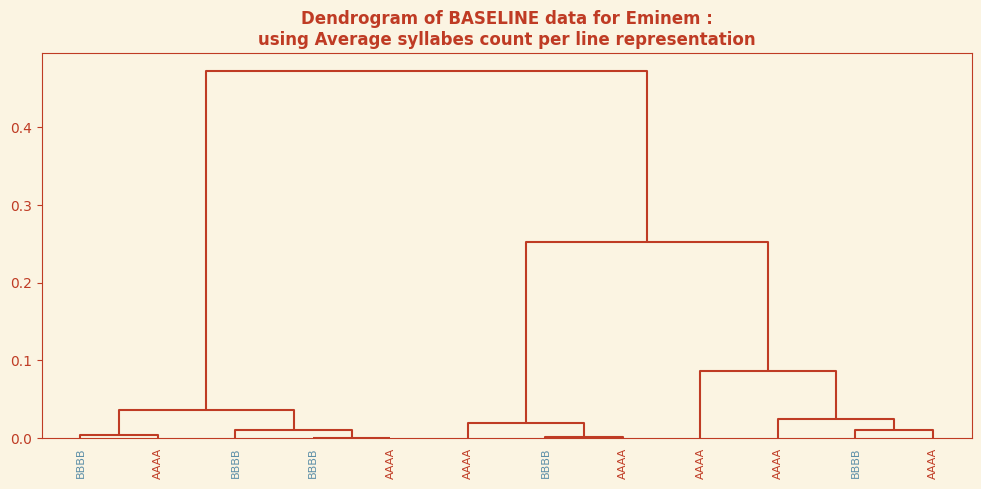 Dendrogram of BASELINE data for Eminem :
using Average syllabes count per line representation
0.4
0.3
0.2
0.1
0.0
BBBB AAAA BBBB BBBB AAAA AAAA BBBB AAAA AAAA AAAA BBBB AAAA